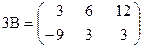 3B = ( 3 6 12
-9 3 3 )